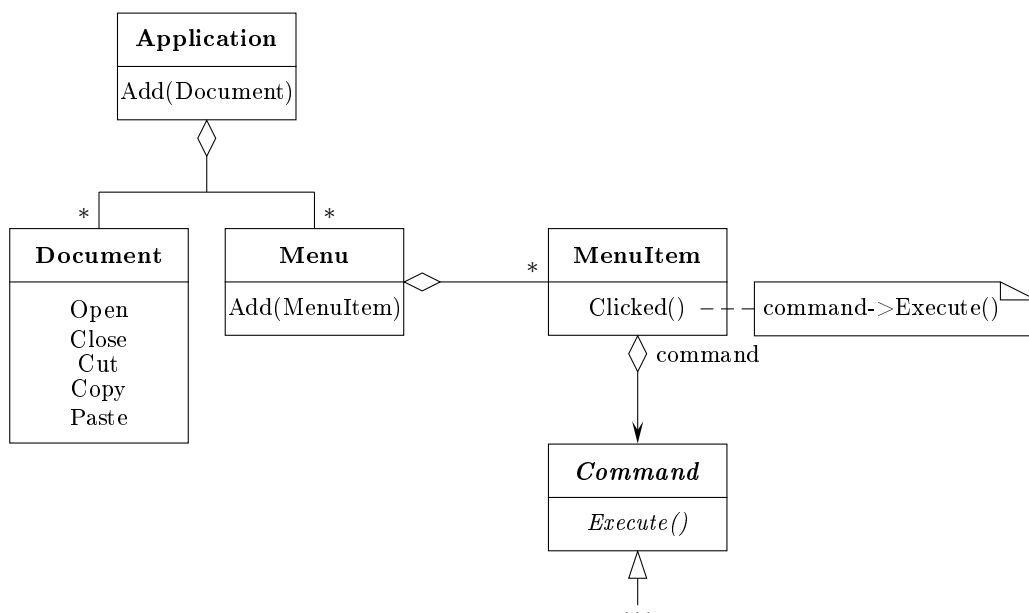 Application
Add(Document)
* *
Document
Open
Close
Cut
Copy
Paste
Menu
Add(MenuItem)
*
MenuItem
Clicked()
command->Execute()
command
Command
Execute()
...